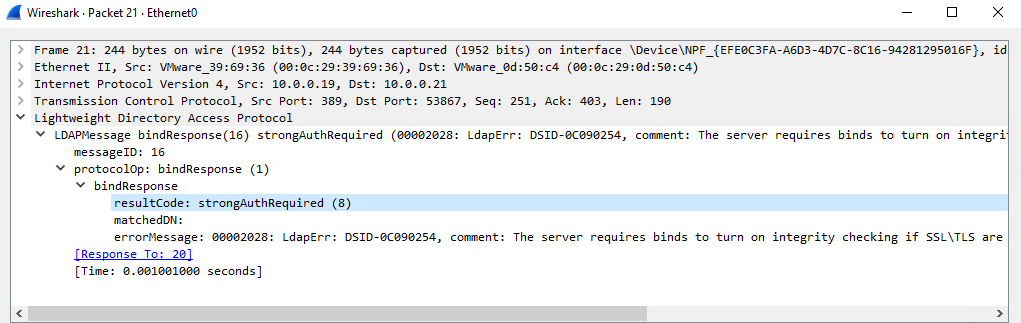 Wireshark · Packet 21 · Ethernet0
Frame 21: 244 bytes on wire (1952 bits), 244 bytes captured (1952 bits) on interface \Device\NPF_{EFE0C3FA-A6D3-4D7C-8C16-94281295016F}, id
Ethernet II, Src: VMware_39:69:36 (00:0c:29:39:69:36), Dst: VMware_0d:50:c4 (00:0c:29:0d:50:c4)
Internet Protocol Version 4, Src: 10.0.0.19, Dst: 10.0.0.21
Transmission Control Protocol, Src Port: 389, Dst Port: 53867, Seq: 251, Ack: 403, Len: 190
Lightweight Directory Access Protocol
LDAPMessage bindResponse(16) strongAuthRequired (00002028: LdapErr: DSID-0C090254, comment: The server requires binds to turn on integri
messageID: 16
protocolOp: bindResponse (1)
bindResponse
resultCode: strongAuthRequired (8)
matchedDN:
errorMessage: 00002028: LdapErr: DSID-0C090254, comment: The server requires binds to turn on integrity checking if SSL\TLS are
[Response To: 20]
[Time: 0.001001000 seconds]